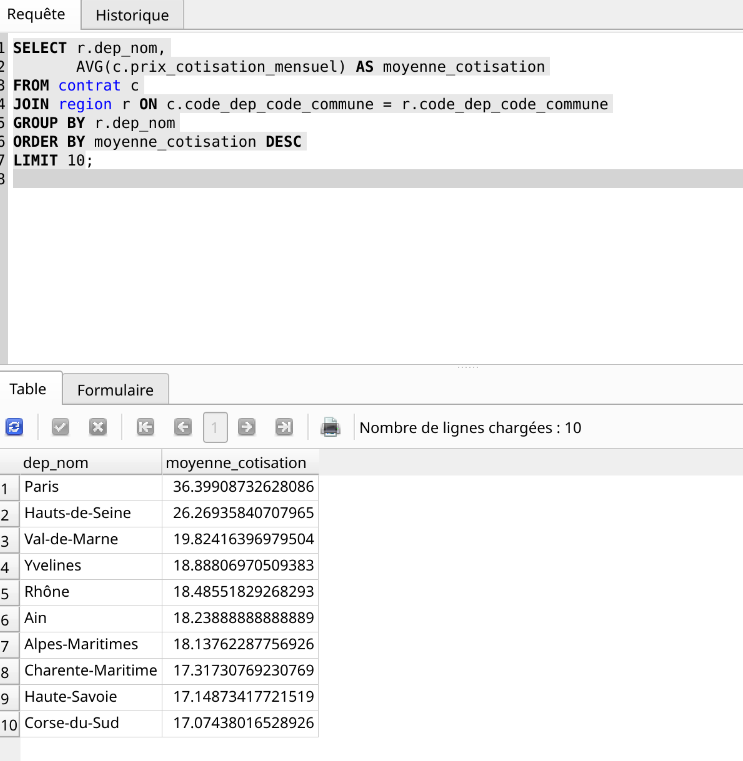 Requête Historique
1 SELECT r.dep_nom,
2 AVG(c.prix_cotisation_mensuel) AS moyenne_cotisation
3 FROM contrat c
4 JOIN region r ON c.code_dep_code_commune = r.code_dep_code_commune
5 GROUP BY r.dep_nom
6 ORDER BY moyenne_cotisation DESC
7 LIMIT 10;
8
Table Formulaire
1 Nombre de lignes chargées : 10
dep_nom moyenne_cotisation
1 Paris 36.39908732628086
2 Hauts-de-Seine 26.26935840707965
3 Val-de-Marne 19.82416396979504
4 Yvelines 18.88806970509383
5 Rhône 18.48551829268293
6 Ain 18.23888888888889
7 Alpes-Maritimes 18.13762287756926
8 Charente-Maritime 17.31730769230769
9 Haute-Savoie 17.14873417721519
10 Corse-du-Sud 17.07438016528926